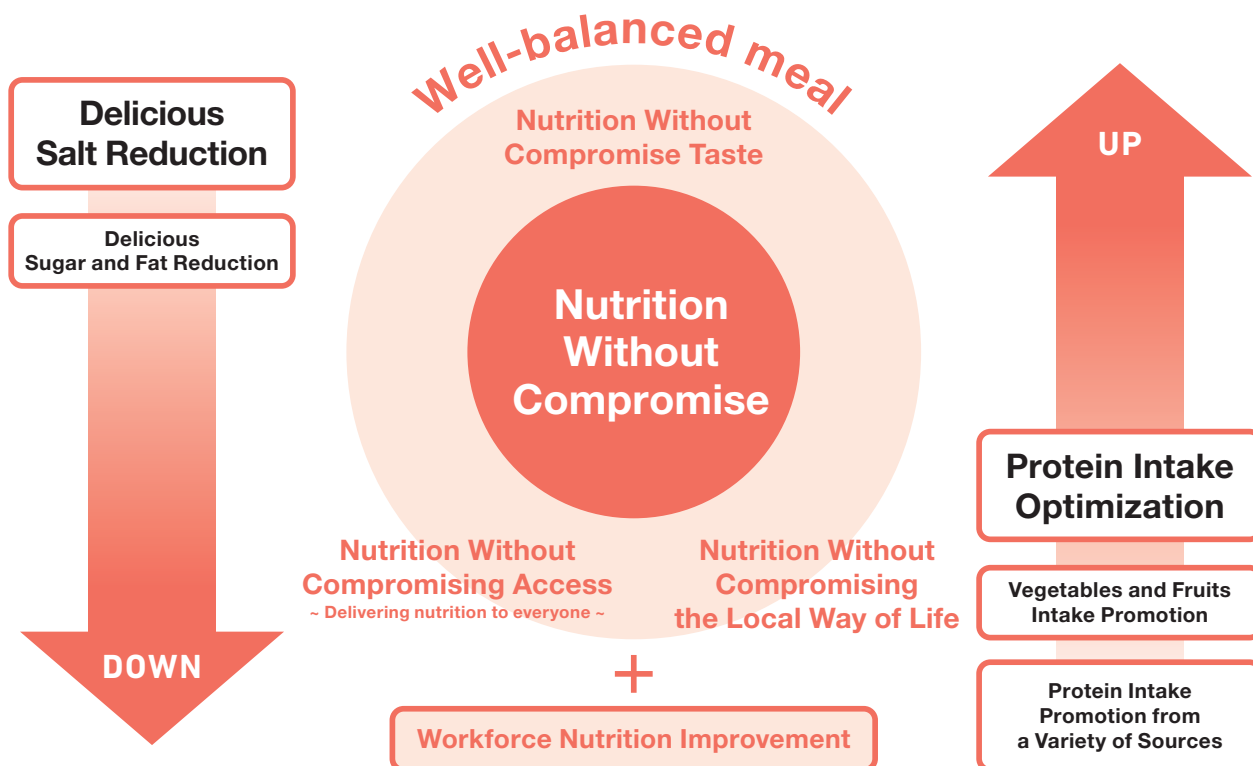 Well-balanced meal
Delicious
Salt Reduction
Delicious
Sugar and Fat Reduction
DOWN
Nutrition Without
Compromise Taste
Nutrition
Without
Compromise
Nutrition Without
Compromising Access
~ Delivering nutrition to everyone ~
Nutrition Without
Compromising
the Local Way of Life
+
Workforce Nutrition Improvement
UP
Protein Intake
Optimization
Vegetables and Fruits
Intake Promotion
Protein Intake
Promotion from
a Variety of Sources